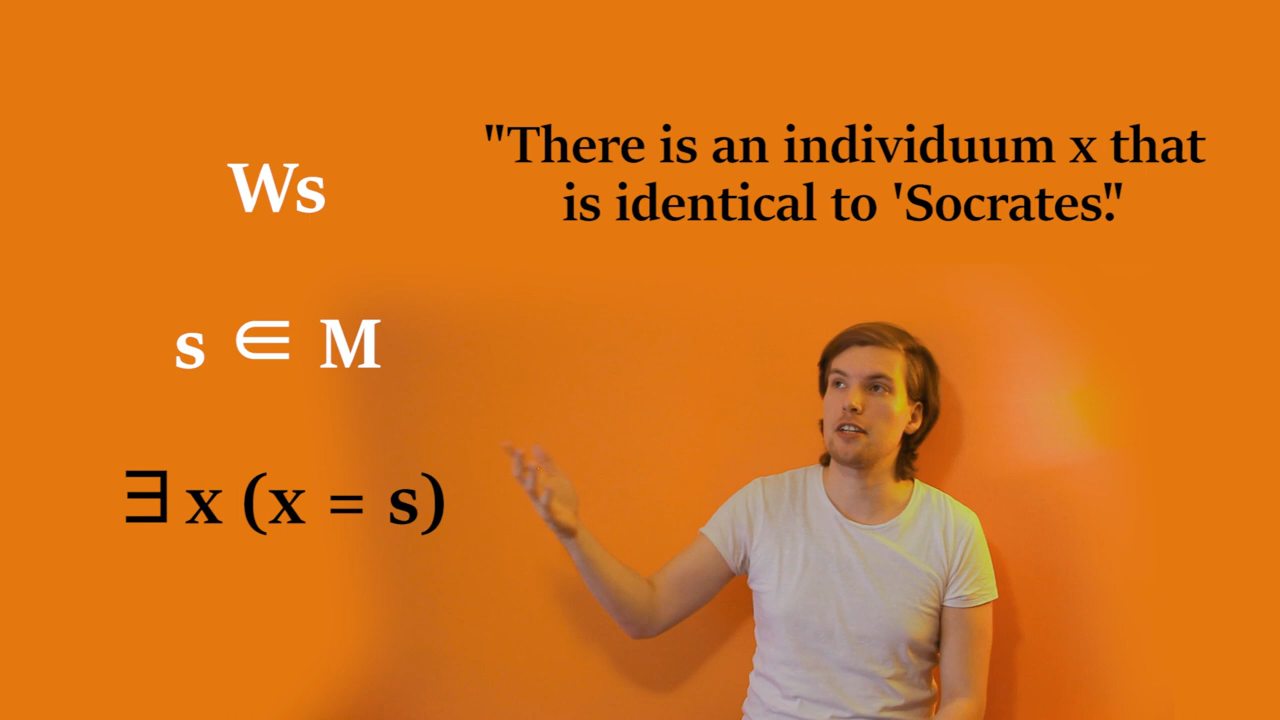 Ws
s ∈ M
∃ x (x = s)
"There is an individuum x that
is identical to 'Socrates'."